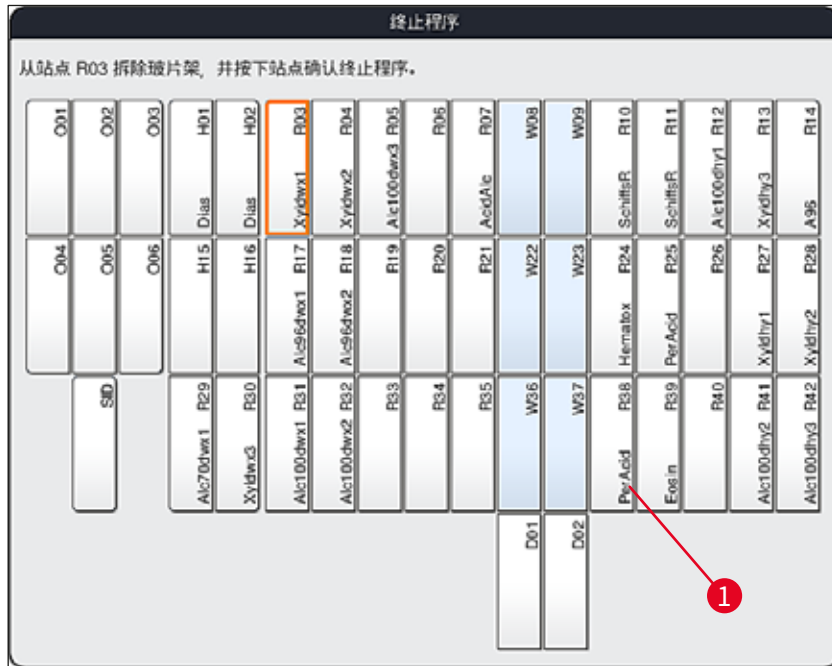 终止程序
从站点 R03 拆除玻片架，并按下站点确认终止程序。
O01
O02
O03
Dias H01
Dias H02
Xyldwx1 R03
Xyldwx2 R04
Alc100dwx3 R05
R06
AcidAlc R07
W08
W09
SchiffsR R10
SchiffsR R11
Alc100dhy1 R12
Xyldhy3 R13
A96 R14
O04
O05
O06
H15
H16
Alc96dwx1 R17
Alc96dwx2 R18
R19
R20
R21
W22
W23
Hematox R24
PerAcid R25
R26
Xyldhy1 R27
Xyldhy2 R28
SID
Alc70dwx1 R29
Xyldwx3 R30
Alc100dwx1 R31
Alc100dwx2 R32
R33
R34
R35
W36
W37
PerAcid R38
Eosin R39
R40
Alc100dhy2 R41
Alc100dhy3 R42
D01
D02
1